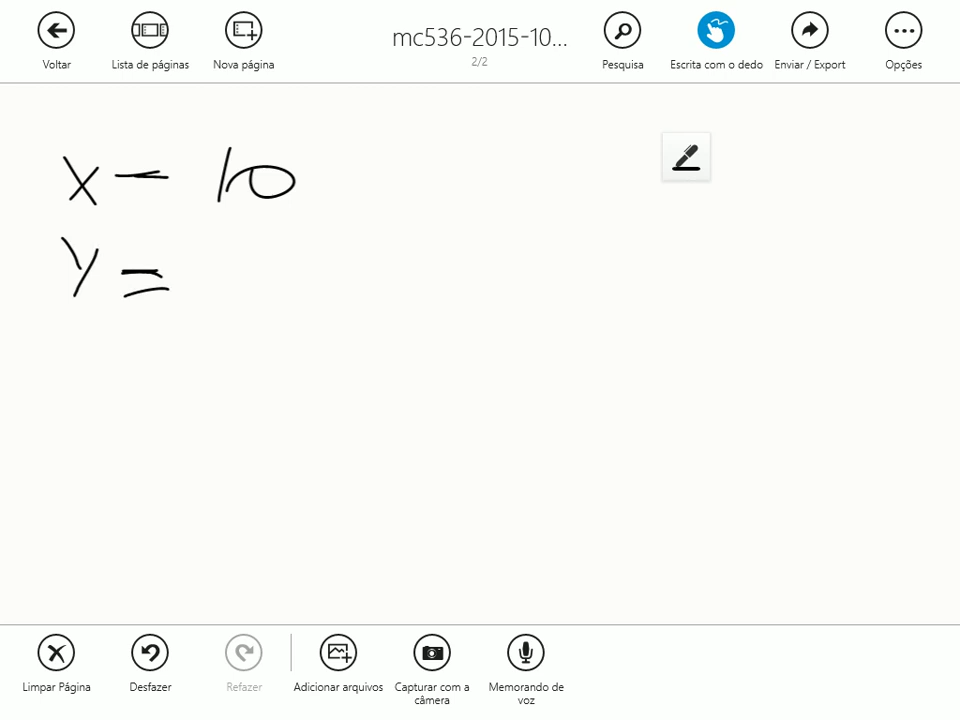 mc536-2015-10...
2/2
Voltar
Lista de páginas
Nova página
Pesquisa
Escrita com o dedo
Enviar / Export
Opções
x - 10
y =
Limpar Página
Desfazer
Refazer
Adicionar arquivos
Capturar com a
câmera
Memorando de
voz